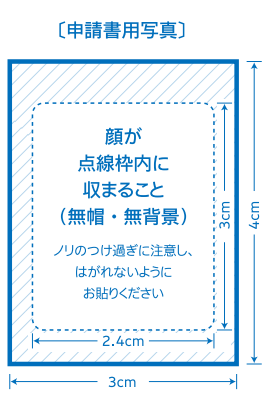 〔申請書用写真〕
顔が
点線枠内に
収まること
（無帽・無背景）
ノリのつけ過ぎに注意し、
はがれないように
お貼りください
3cm
4cm
2.4cm
3cm